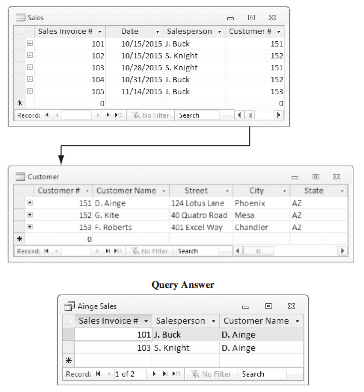 Sales
Sales Invoice # Date Salesperson Customer #
101 10/15/2015 J. Buck 151
102 10/15/2015 S. Knight 152
103 10/28/2015 S. Knight 151
104 10/31/2015 J. Buck 152
105 11/14/2015 J. Buck 153
* 0 0
Record: No Filter Search
Customer
Customer # Customer Name Street City State
151 D. Ainge 124 Lotus Lane Phoenix AZ
152 G. Kite 40 Quatro Road Mesa AZ
153 F. Roberts 401 Excel Way Chandler AZ
* 0
Record: No Filter Search
Query Answer
Ainge Sales
Sales Invoice # Salesperson Customer Name
101 J. Buck D. Ainge
103 S. Knight D. Ainge
*
Record: 1 of 2 No Filter Search